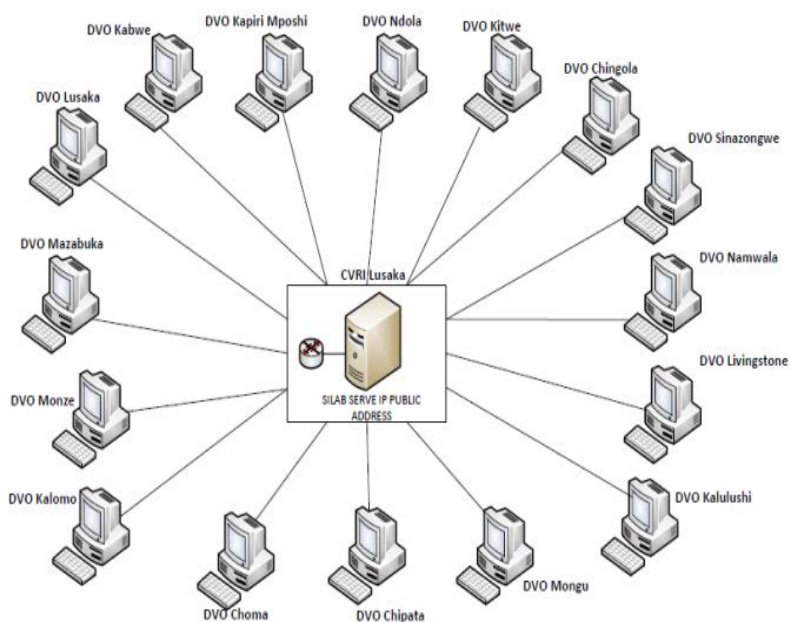 DVO Kabwe
DVO Kapiri Mposhi
DVO Ndola
DVO Kitwe
DVO Chingola
DVO Lusaka
DVO Sinazongwe
DVO Mazabuka
DVO Namwala
CVRI Lusaka
SILAB SERVE IP PUBLIC
ADDRESS
DVO Livingstone
DVO Monze
DVO Kalomo
DVO Kalulushi
DVO Choma
DVO Chipata
DVO Mongu